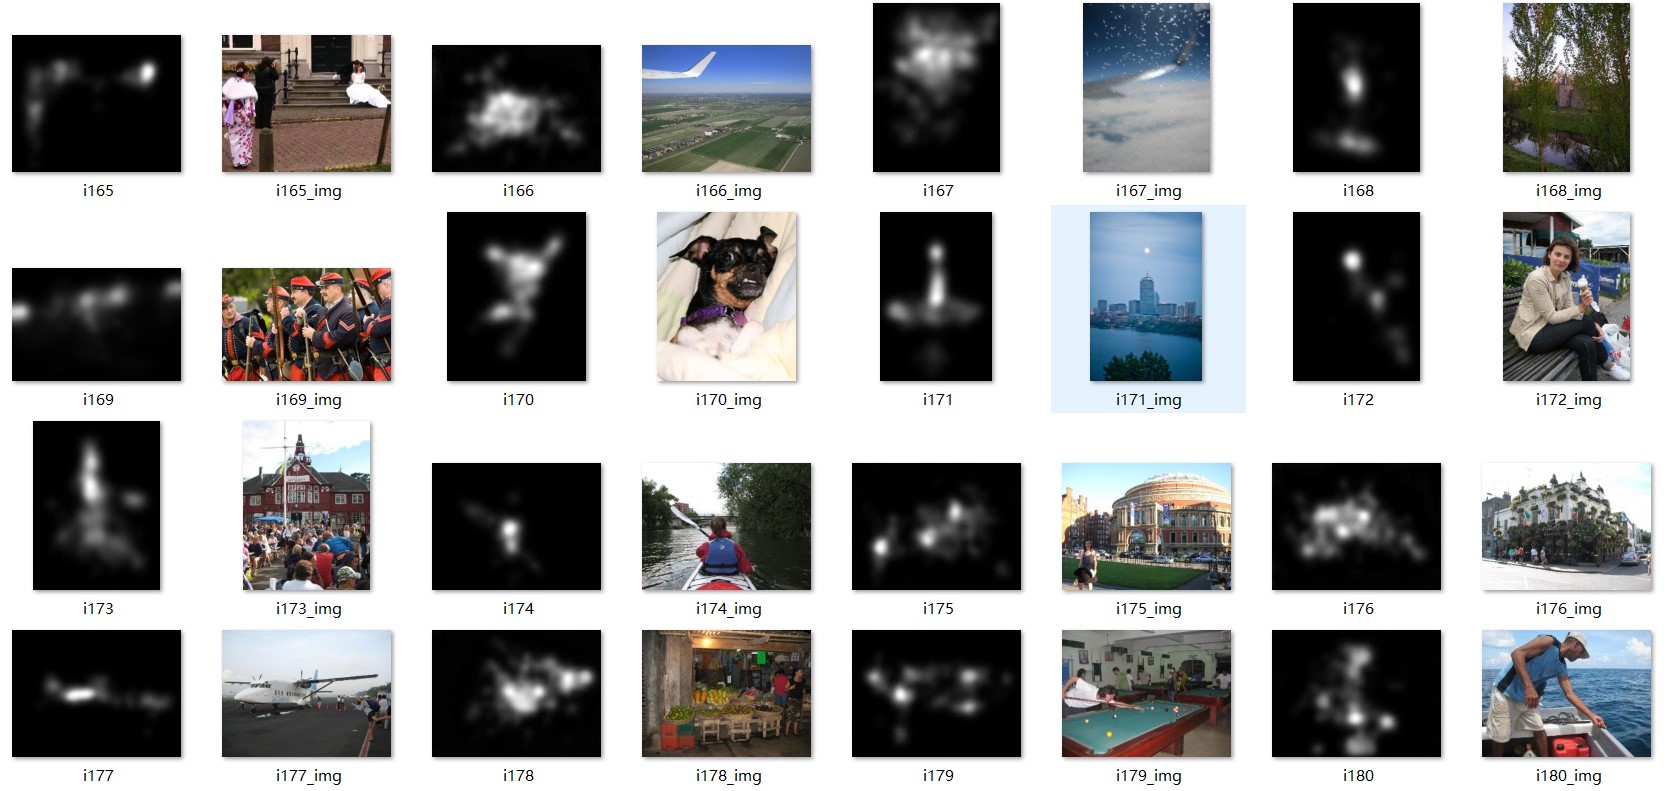 i165 i165_img i166 i166_img i167 i167_img i168 i168_img
i169 i169_img i170 i170_img i171 i171_img i172 i172_img
i173 i173_img i174 i174_img i175 i175_img i176 i176_img
i177 i177_img i178 i178_img i179 i179_img i180 i180_img